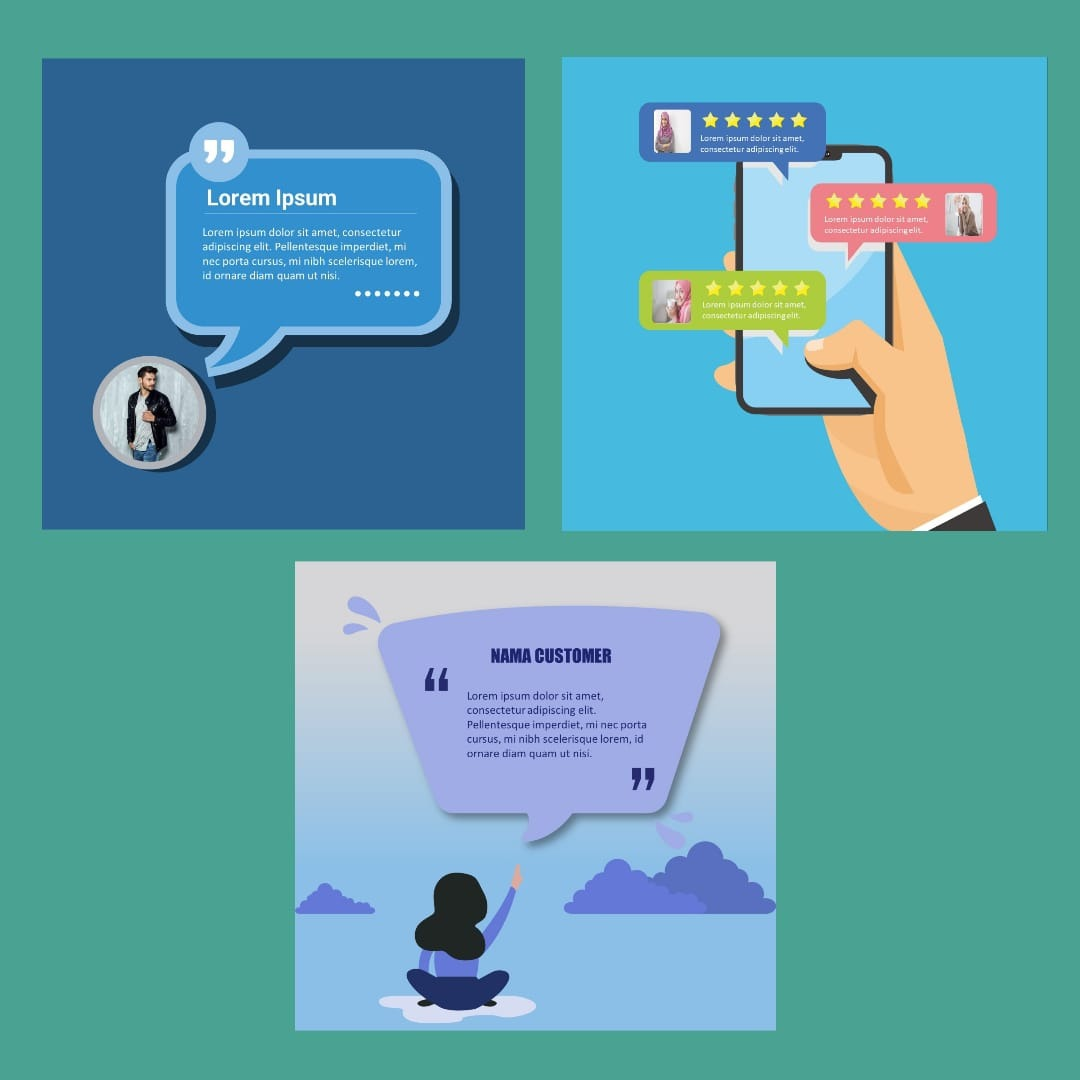 Lorem Ipsum
Lorem ipsum dolor sit amet, consectetur
adipiscing elit. Pellentesque imperdiet, mi
nec porta cursus, mi nibh scelerisque lorem,
id ornare diam quam ut nisi.
Lorem ipsum dolor sit amet,
consectetur adipiscing elit.
Lorem ipsum dolor sit amet,
consectetur adipiscing elit.
Lorem ipsum dolor sit amet,
consectetur adipiscing elit.
NAMA CUSTOMER
Lorem ipsum dolor sit amet,
consectetur adipiscing elit.
Pellentesque imperdiet, mi nec porta
cursus, mi nibh scelerisque lorem, id
ornare diam quam ut nisi.